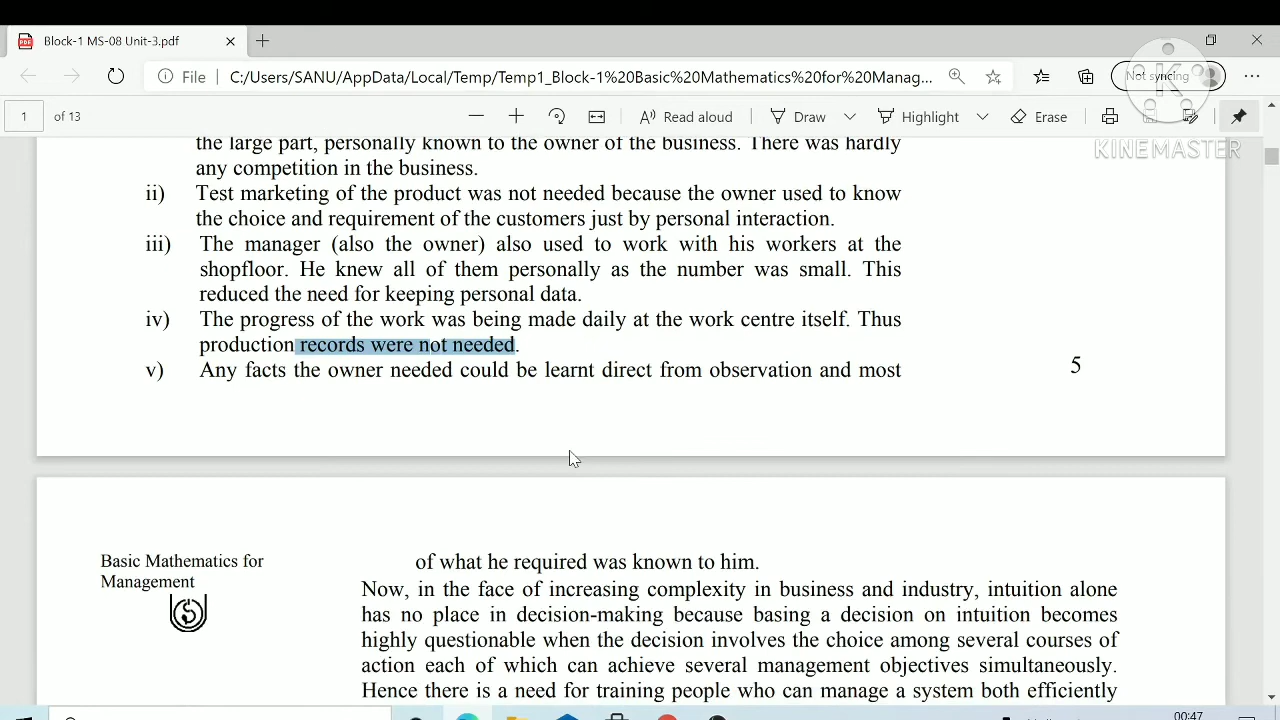 Block-1 MS-08 Unit-3.pdf
File C:/Users/SANU/AppData/Local/Temp/Temp1_Block-1%20Basic%20Mathematics%20for%20Manag...
Not syncing
1 of 13
Read aloud
Draw
Highlight
Erase
KINEMASTER
the large part, personally known to the owner of the business. There was hardly
any competition in the business.
ii) Test marketing of the product was not needed because the owner used to know
the choice and requirement of the customers just by personal interaction.
iii) The manager (also the owner) also used to work with his workers at the
shopfloor. He knew all of them personally as the number was small. This
reduced the need for keeping personal data.
iv) The progress of the work was being made daily at the work centre itself. Thus
production records were not needed.
v) Any facts the owner needed could be learnt direct from observation and most
5
Basic Mathematics for
Management
of what he required was known to him.
Now, in the face of increasing complexity in business and industry, intuition alone
has no place in decision-making because basing a decision on intuition becomes
highly questionable when the decision involves the choice among several courses of
action each of which can achieve several management objectives simultaneously.
Hence there is a need for training people who can manage a system both efficiently
00:47